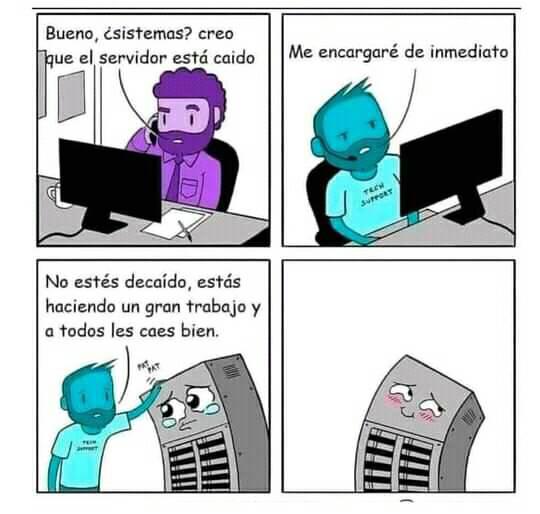 Bueno, ¿sistemas? creo
que el servidor está caido
Me encargaré de inmediato
TECH
SUPPORT
No estés decaído, estás
haciendo un gran trabajo y
a todos les caes bien.
PAT
PAT
TECH
SUPPORT